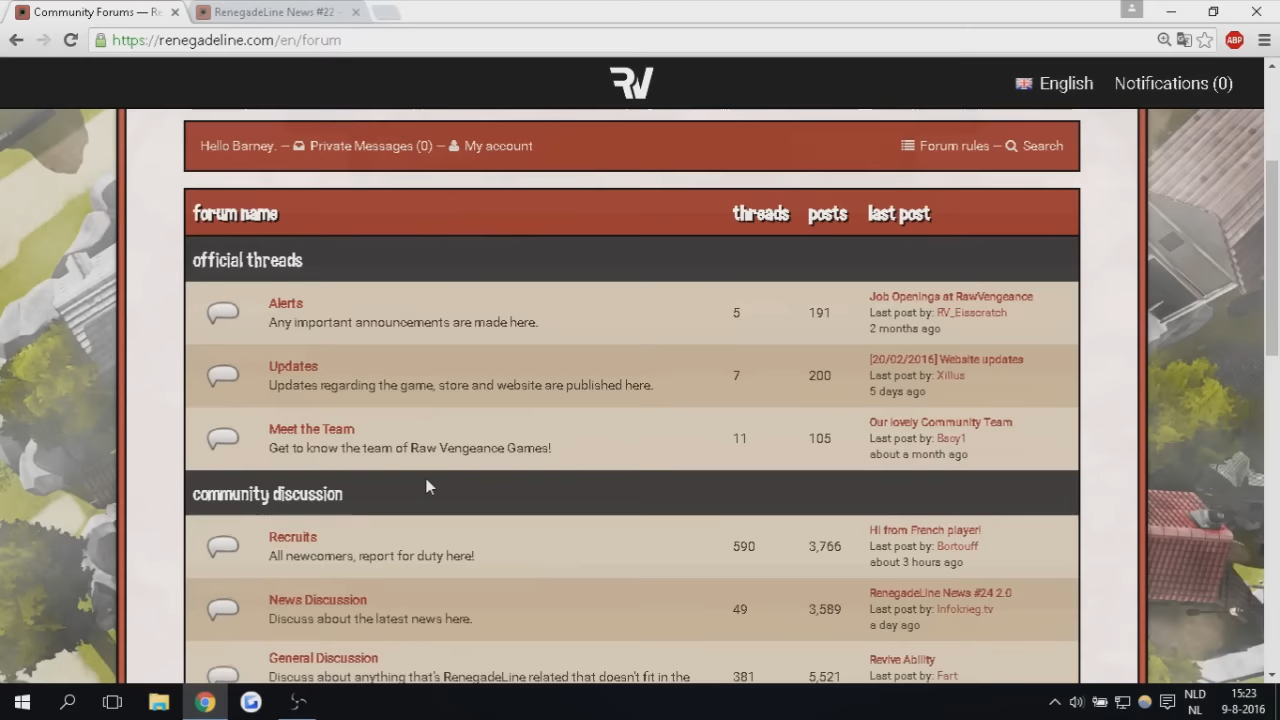 Community Forums — Re
RenegadeLine News #22 -
https://renegadeline.com/en/forum
ABP
RV
English
Notifications (0)
Hello Barney. — Private Messages (0) — My account
Forum rules — Search
forum name threads posts last post
official threads
Alerts
Any important announcements are made here.
5
191
Job Openings at RawVengeance
Last post by: RV_Eisscratch
2 months ago
Updates
Updates regarding the game, store and website are published here.
7
200
[20/02/2016] Website updates
Last post by: Xillus
5 days ago
Meet the Team
Get to know the team of Raw Vengeance Games!
11
105
Our lovely Community Team
Last post by: Baoy1
about a month ago
community discussion
Recruits
All newcomers, report for duty here!
590
3,766
Hi from French player!
Last post by: Bortouff
about 3 hours ago
News Discussion
Discuss about the latest news here.
49
3,589
RenegadeLine News #24 2.0
Last post by: Infokrieg.tv
a day ago
General Discussion
Discuss about anything that's RenegadeLine related that doesn't fit in the
381
5,521
Revive Ability
Last post by: Fart
NLD
NL
15:23
9-8-2016